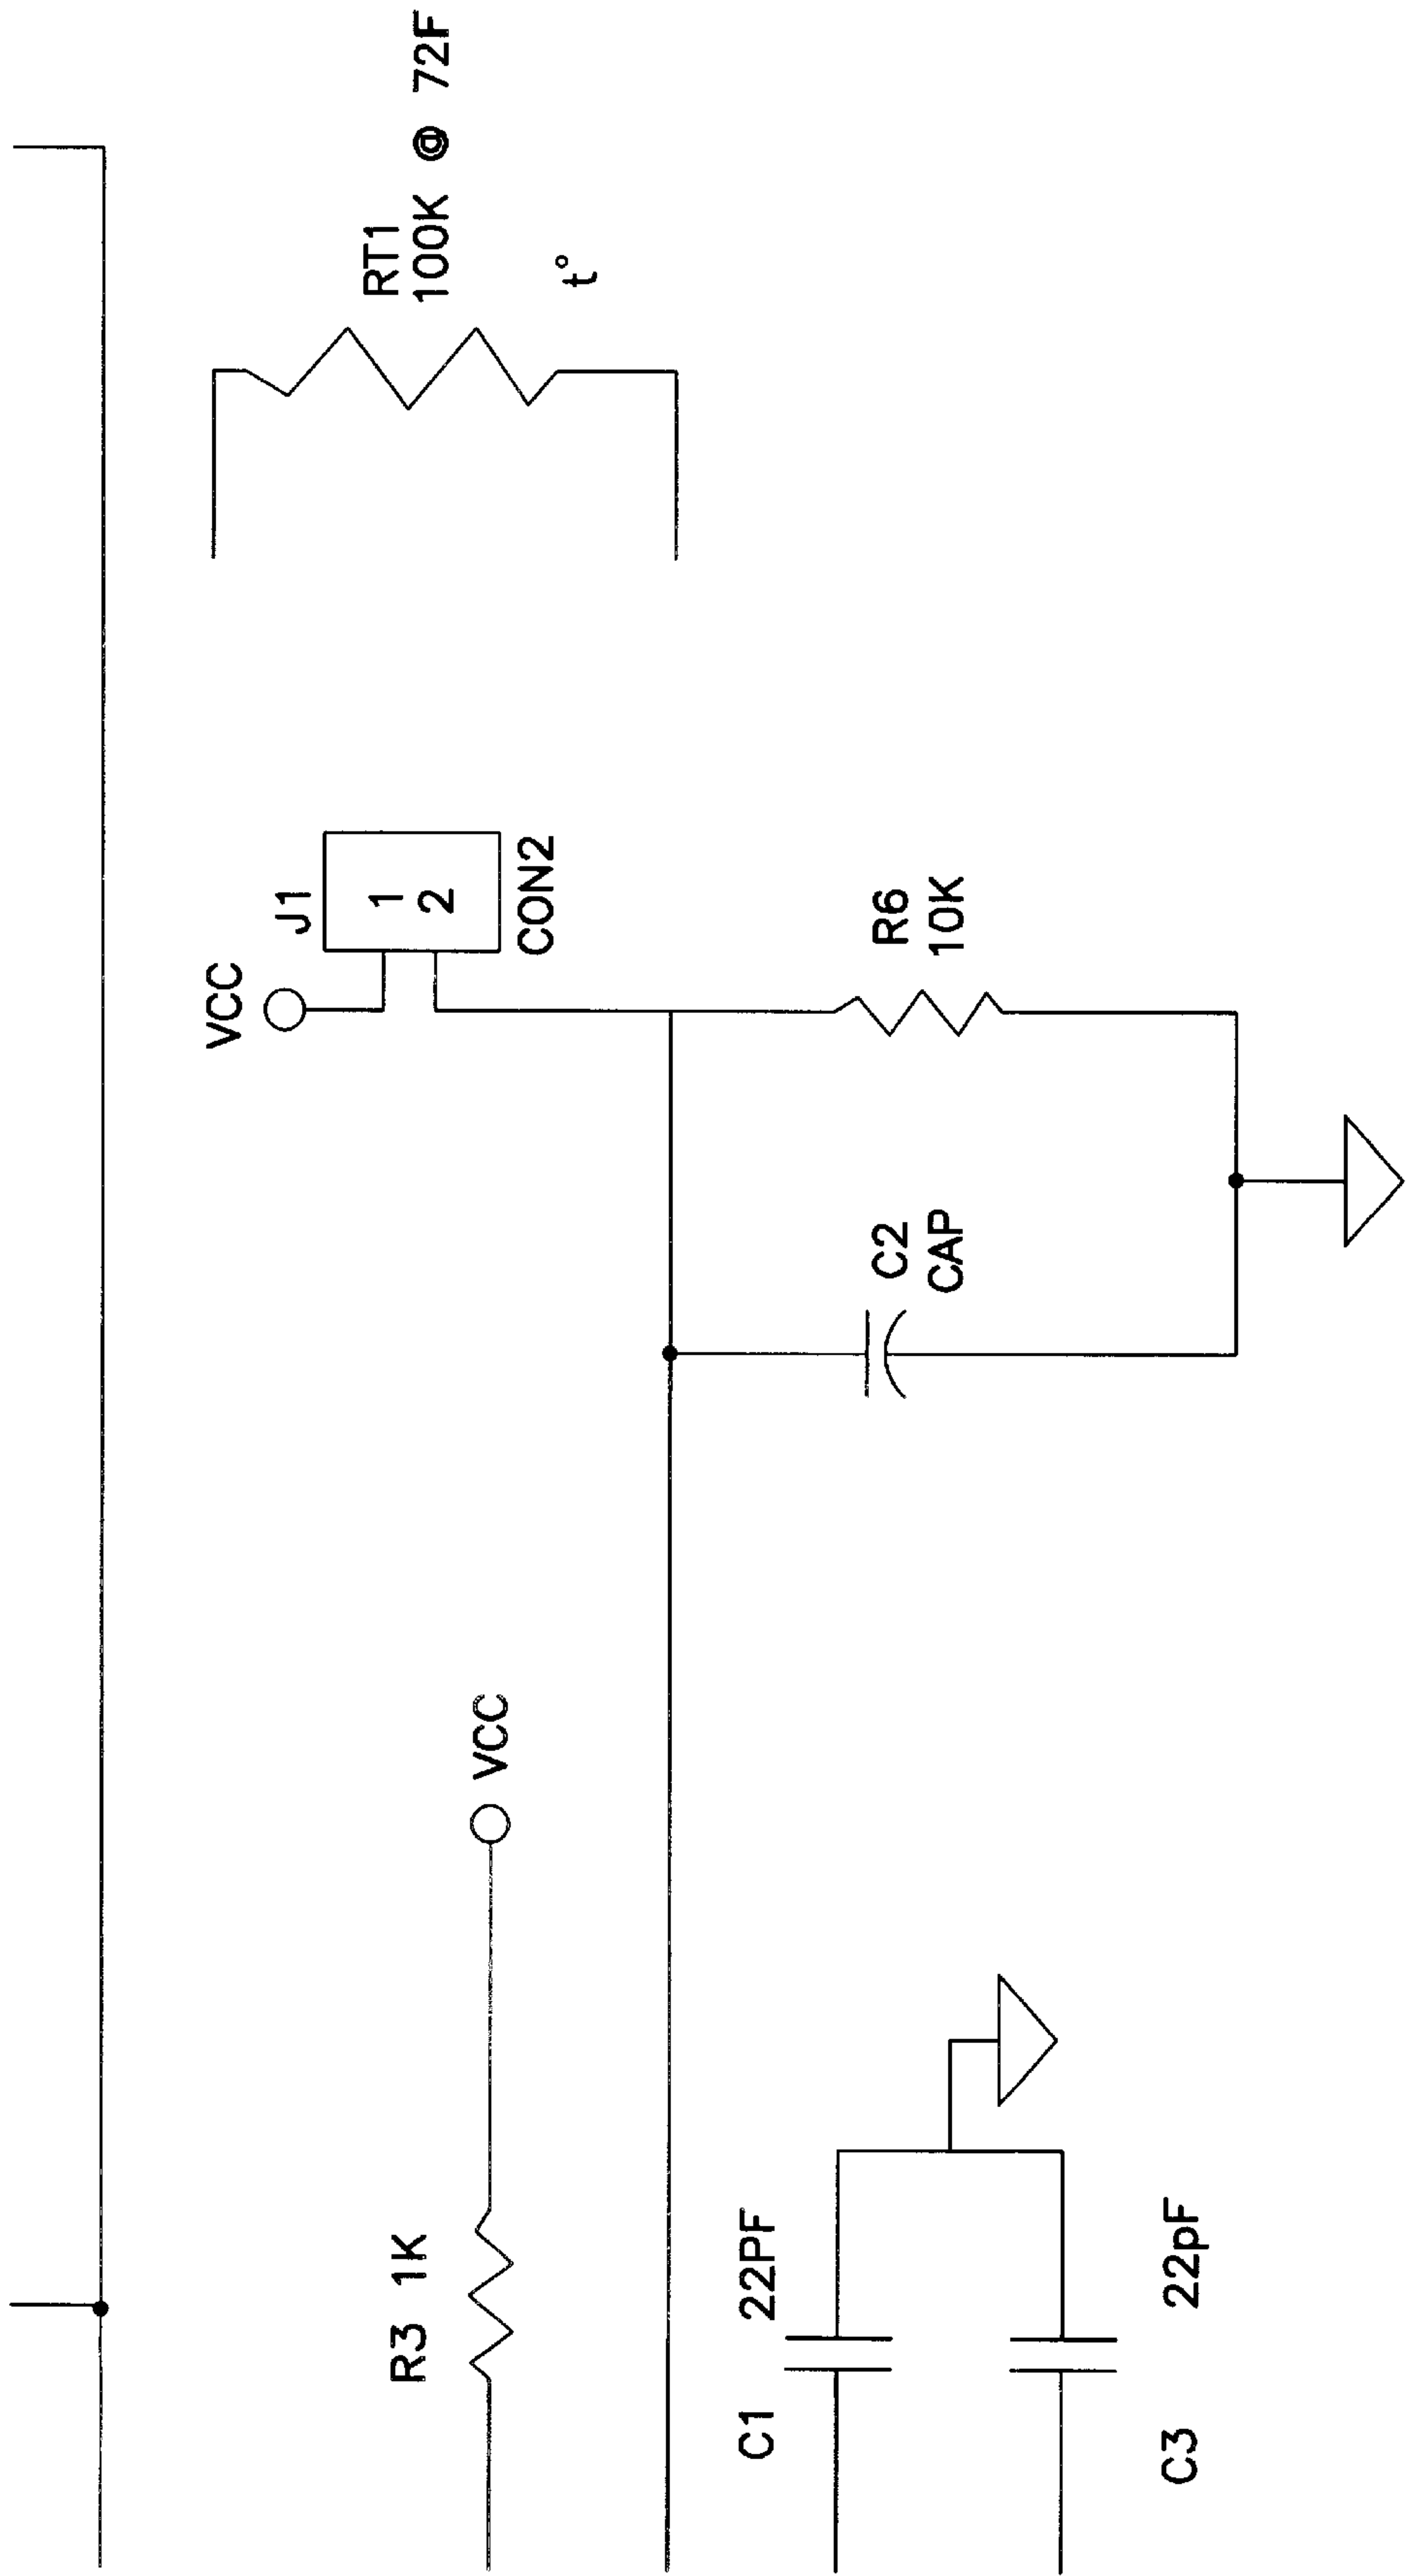 RT1
100K @ 72F
t°
VCC
J1
1
2
CON2
R6
10K
C2
CAP
VCC
R3 1K
C1 22PF
C3 22pF